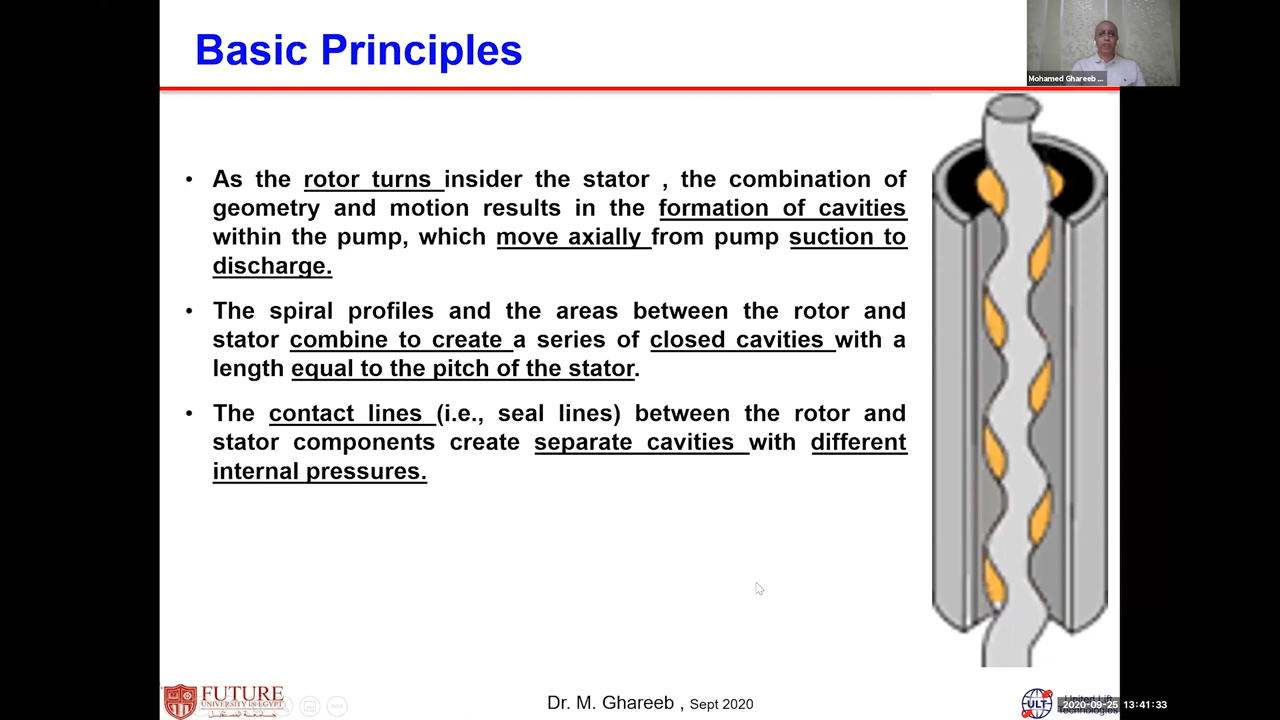 Basic Principles
Mohamed Ghareeb ...
• As the rotor turns insider the stator , the combination of
geometry and motion results in the formation of cavities
within the pump, which move axially from pump suction to
discharge.
• The spiral profiles and the areas between the rotor and
stator combine to create a series of closed cavities with a
length equal to the pitch of the stator.
• The contact lines (i.e., seal lines) between the rotor and
stator components create separate cavities with different
internal pressures.
FUTURE
UNIVERSITY IN EGYPT
Dr. M. Ghareeb , Sept 2020
ULT
United Lift
Technologies
2020-09-25 13:41:33